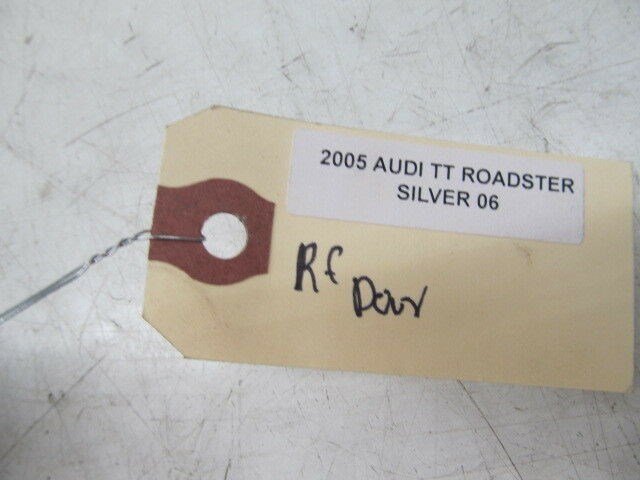 2005 AUDI TT ROADSTER
SILVER 06
Rf
Door